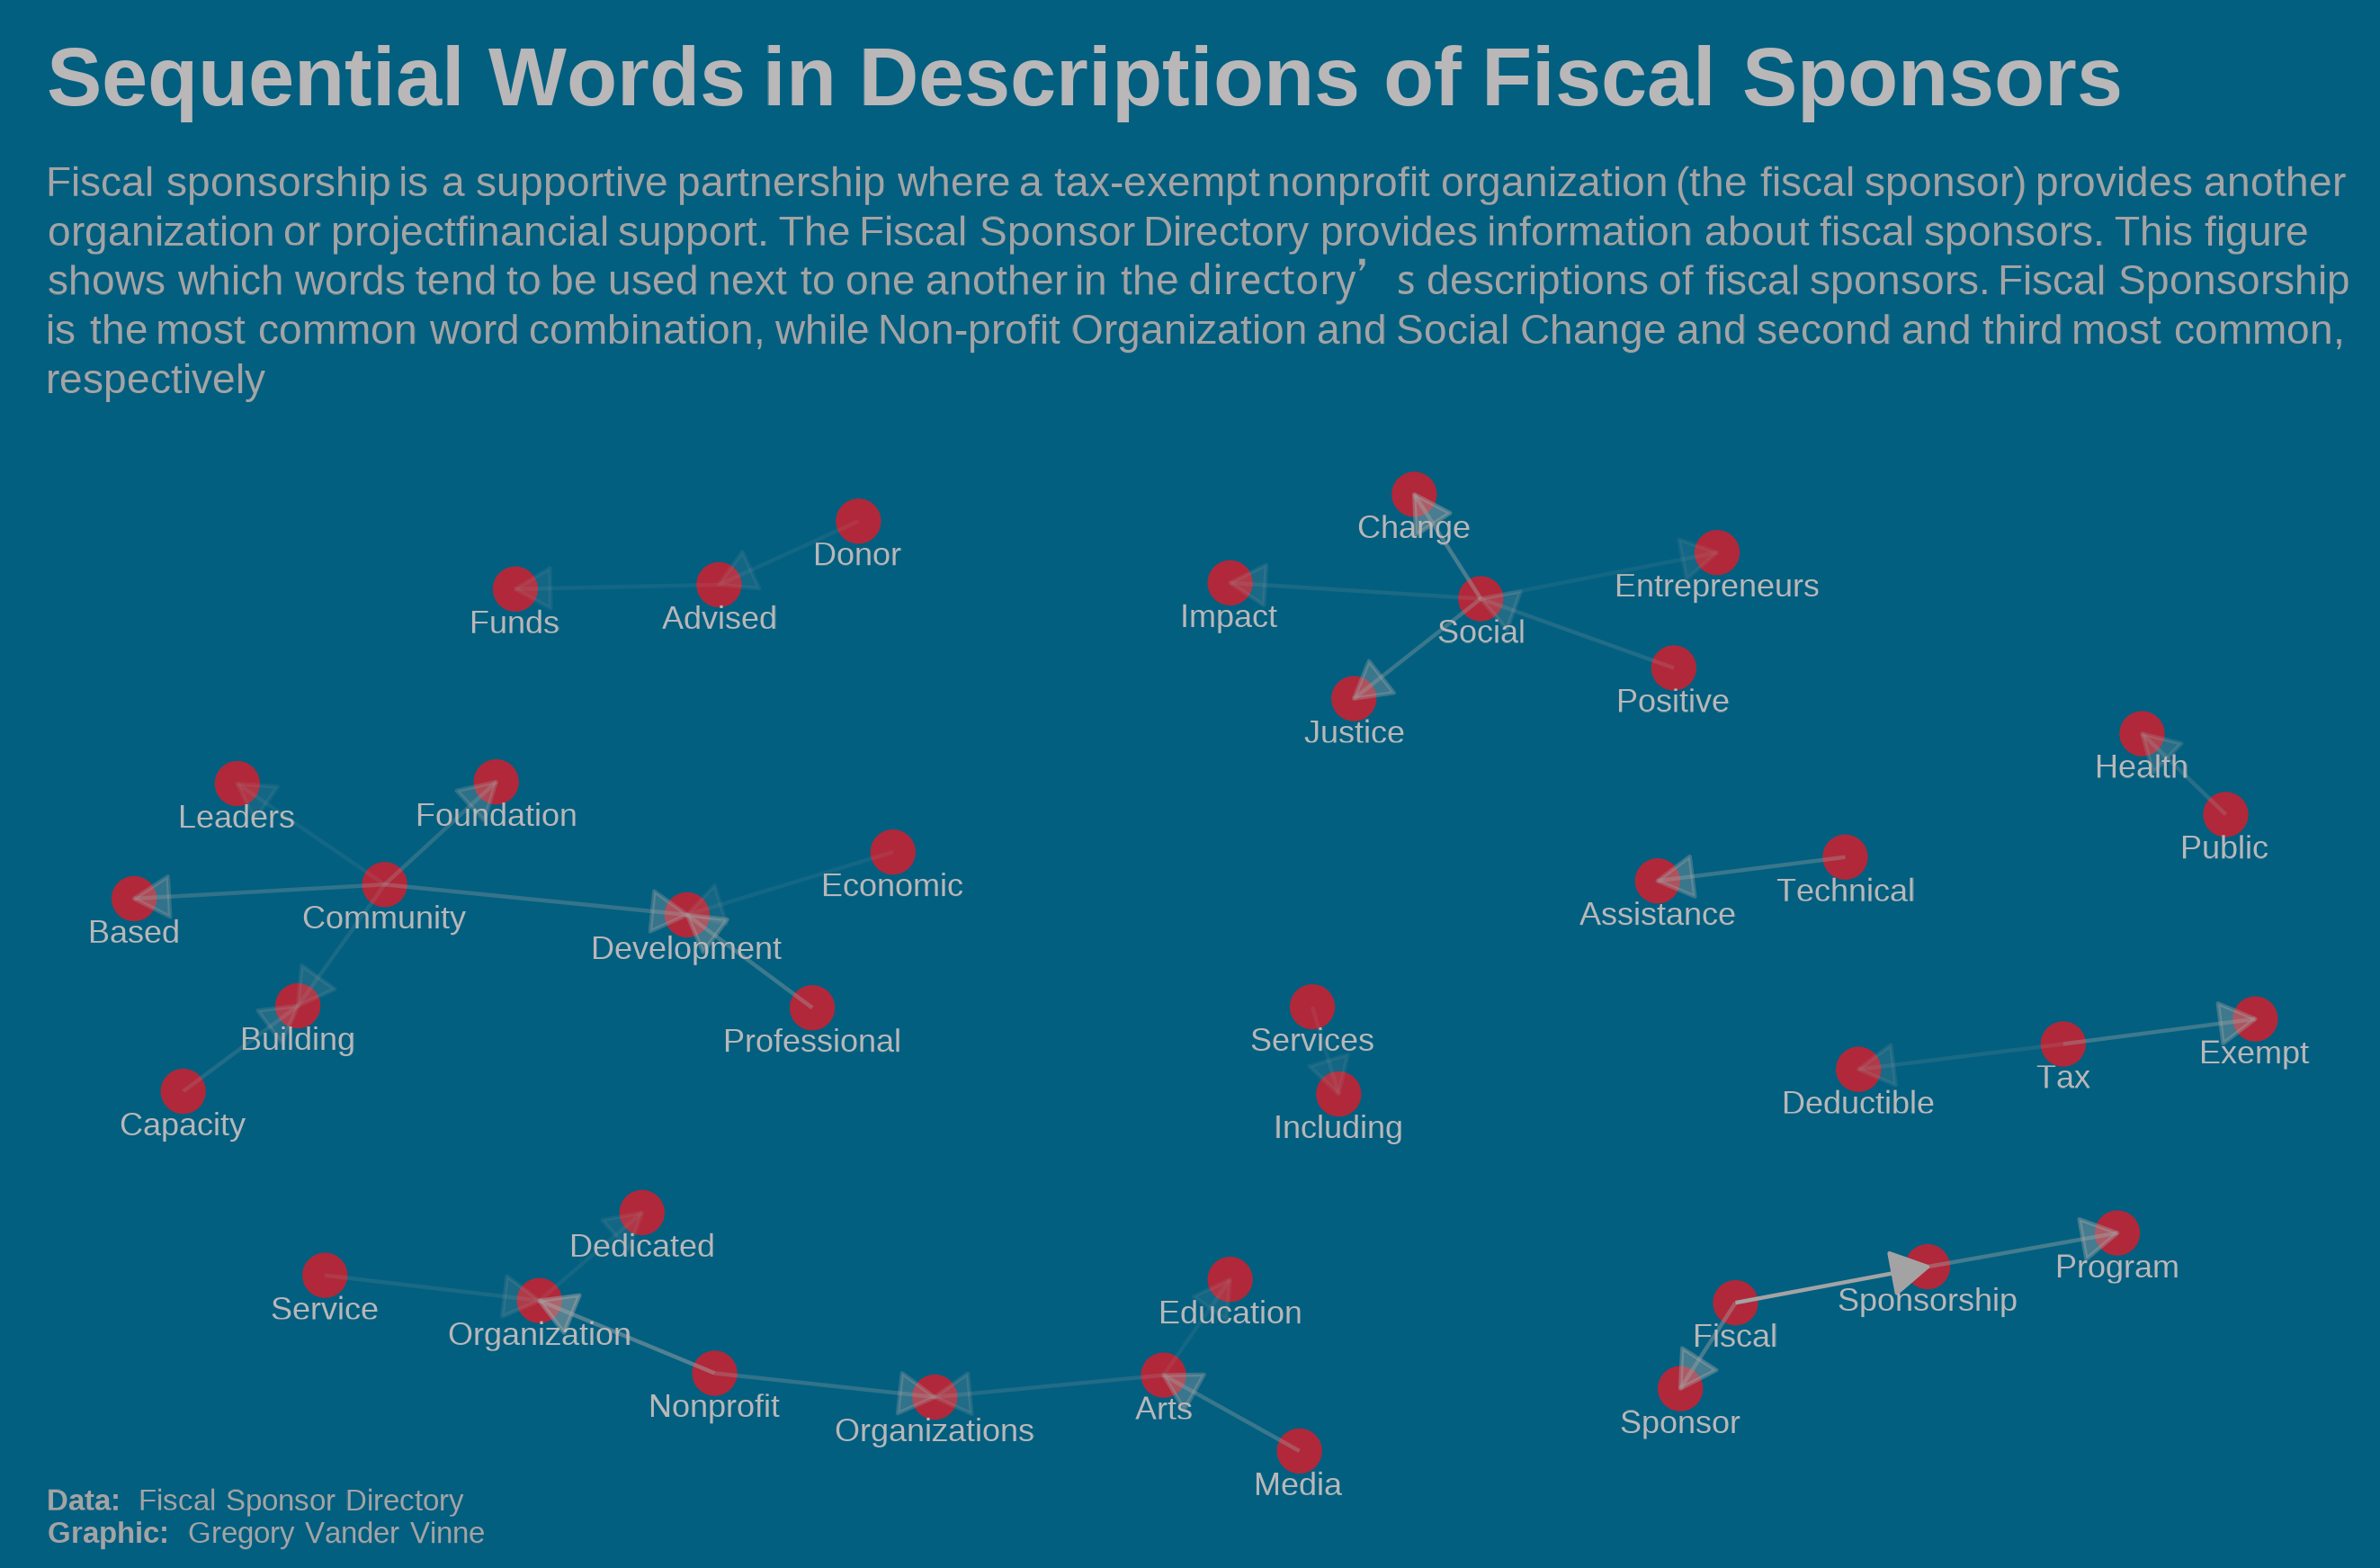 Sequential Words in Descriptions of Fiscal Sponsors
Fiscal sponsorship is a supportive partnership where a tax-exempt nonprofit organization (the fiscal sponsor) provides another
organization or projectfinancial support. The Fiscal Sponsor Directory provides information about fiscal sponsors. This figure
shows which words tend to be used next to one another in the directory’s descriptions of fiscal sponsors. Fiscal Sponsorship
is the most common word combination, while Non-profit Organization and Social Change and second and third most common,
respectively
Change
Donor
Entrepreneurs
Funds
Advised
Impact
Social
Positive
Justice
Health
Leaders
Foundation
Public
Economic
Technical
Assistance
Based
Community
Development
Building
Professional
Services
Exempt
Tax
Deductible
Capacity
Including
Dedicated
Program
Service
Sponsorship
Education
Organization
Fiscal
Nonprofit
Arts
Sponsor
Organizations
Media
Data: Fiscal Sponsor Directory
Graphic: Gregory Vander Vinne